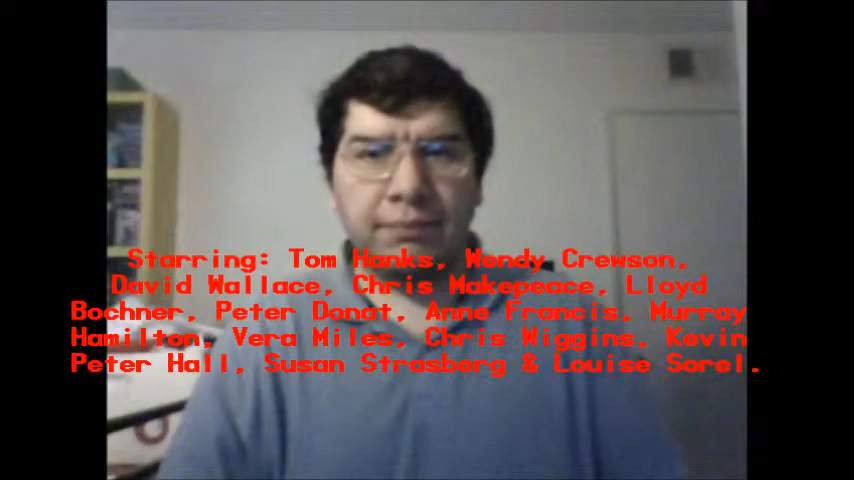 Starring: Tom Hanks, Wendy Crewson,
David Wallace, Chris Makepeace, Lloyd
Bochner, Peter Donat, Anne Francis, Murray
Hamilton, Vera Miles, Chris Wiggins, Kevin
Peter Hall, Susan Strasberg & Louise Sorel.